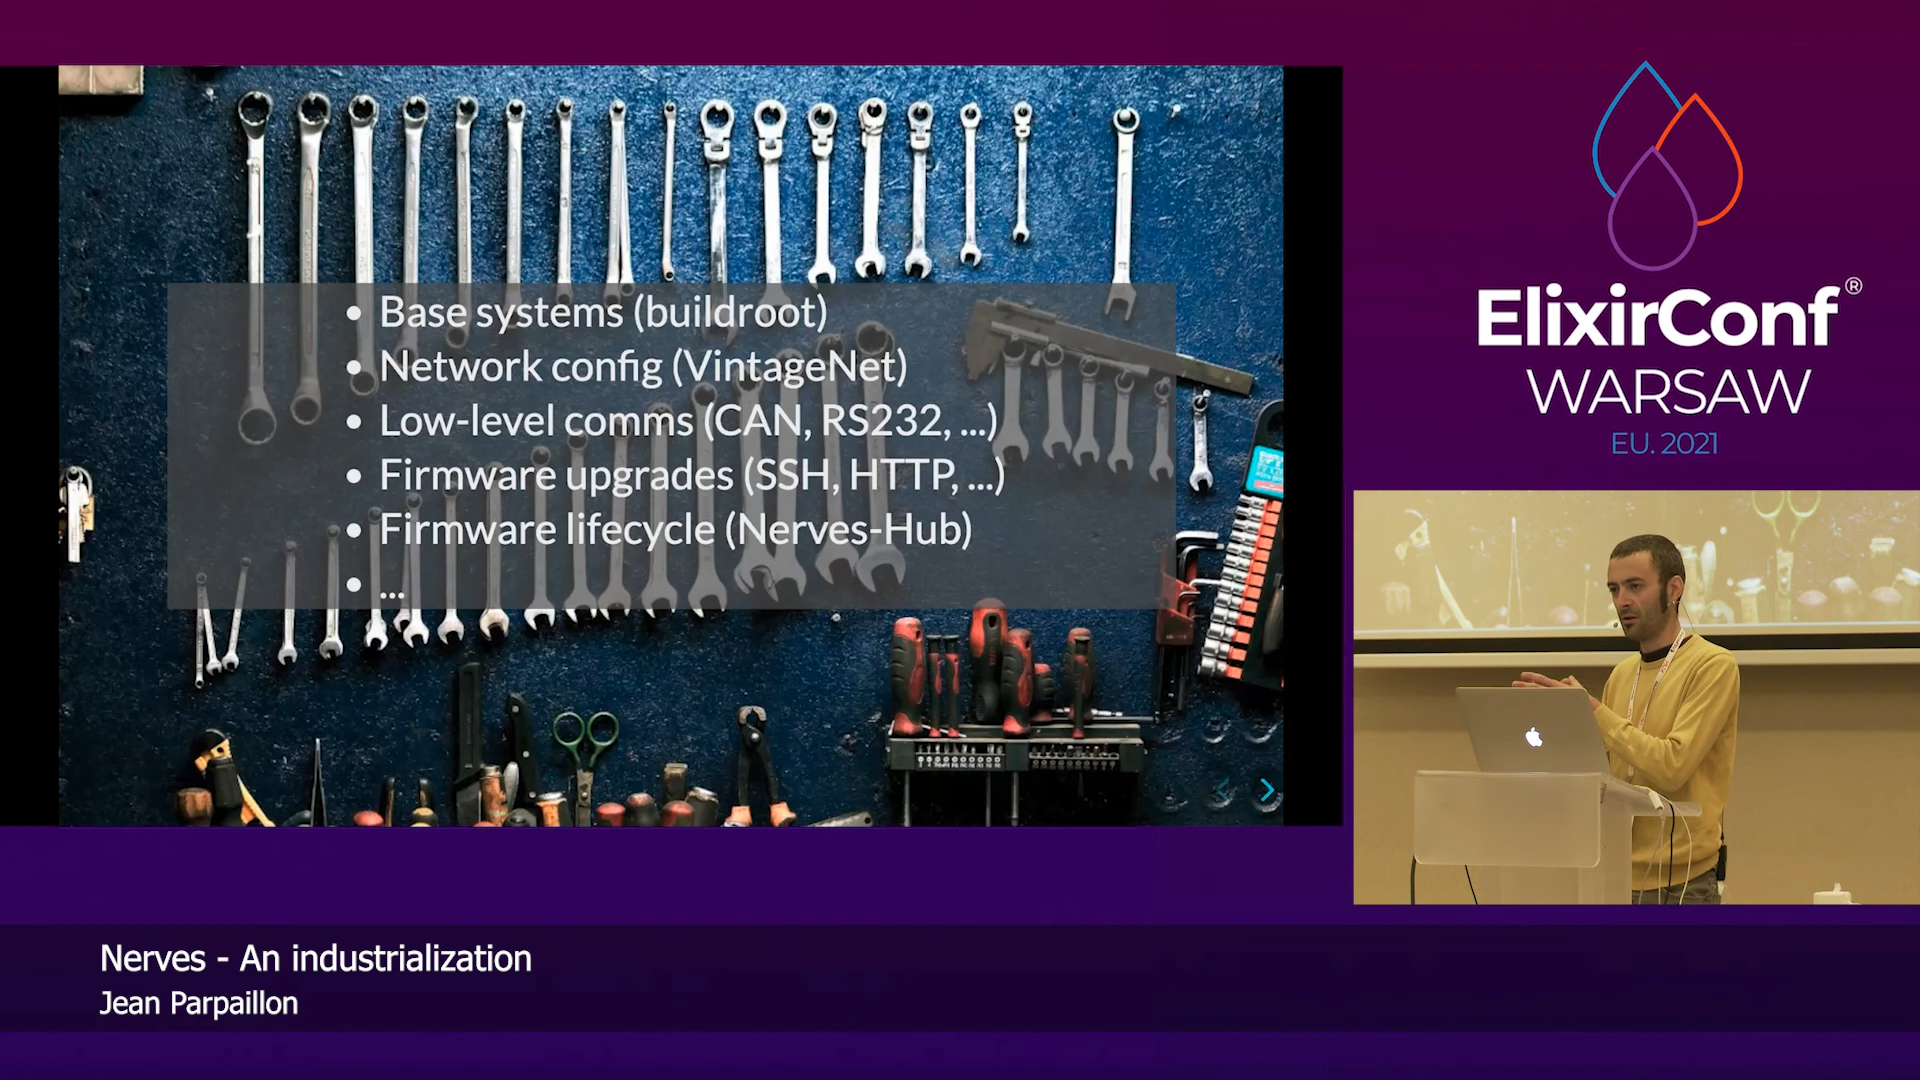 • Base systems (buildroot)
• Network config (VintageNet)
• Low-level comms (CAN, RS232, ...)
• Firmware upgrades (SSH, HTTP, ...)
• Firmware lifecycle (Nerves-Hub)
• ...
ElixirConf®
WARSAW
EU. 2021
Nerves - An industrialization
Jean Parpaillon